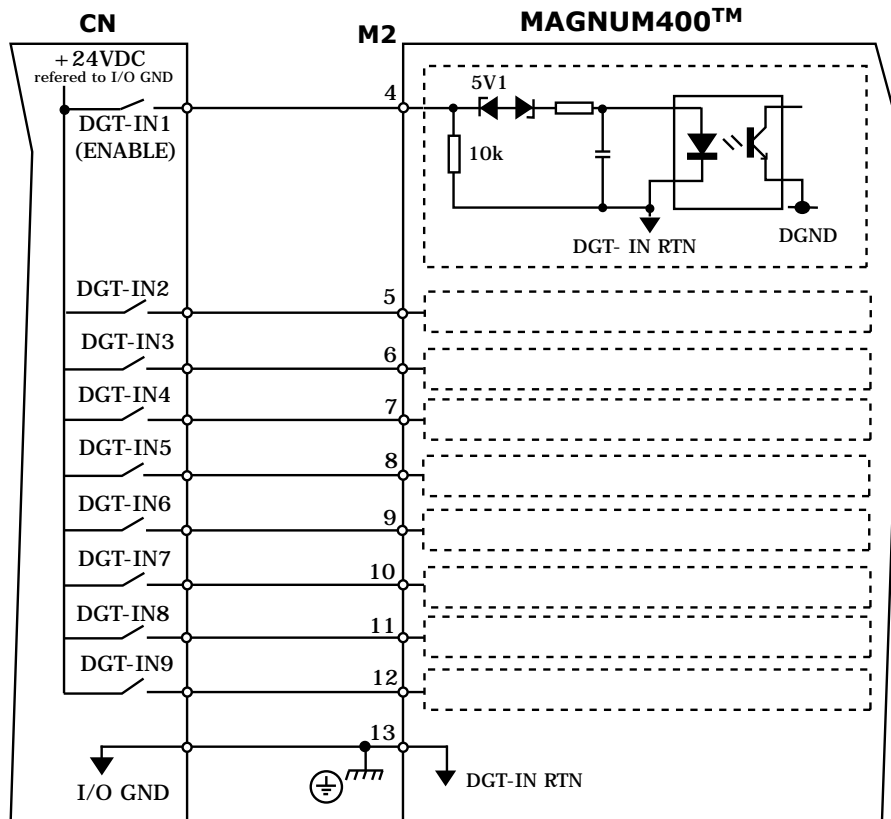 CN
M2
MAGNUM400™
+24VDC
refered to I/O GND
DGT-IN1
(ENABLE)
4
5V1
10k
DGT- IN RTN
DGND
DGT-IN2
5
DGT-IN3
6
DGT-IN4
7
DGT-IN5
8
DGT-IN6
9
DGT-IN7
10
DGT-IN8
11
DGT-IN9
12
13
I/O GND
DGT-IN RTN